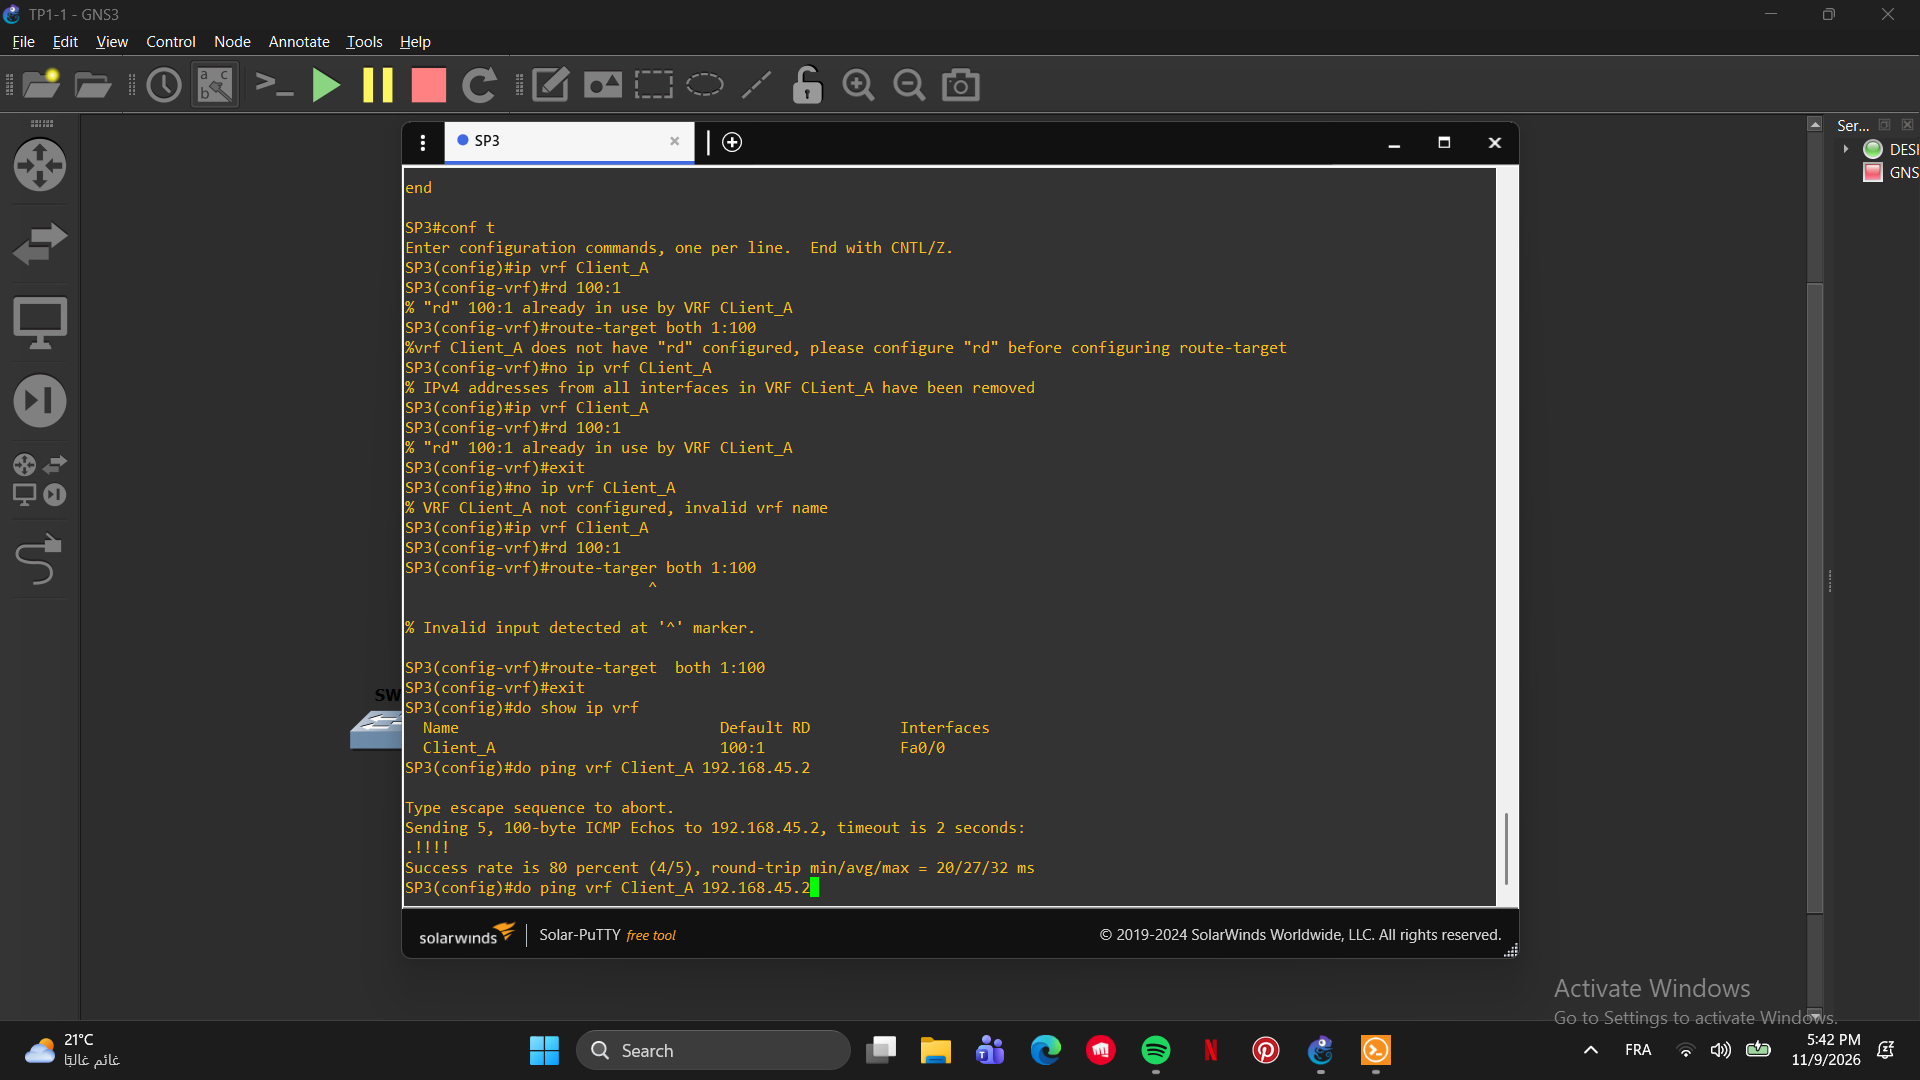 TP1-1 - GNS3
File Edit View Control Node Annotate Tools Help
a c
b
SP3
Ser...
DESH
GNS
end
SP3#conf t
Enter configuration commands, one per line.  End with CNTL/Z.
SP3(config)#ip vrf Client_A
SP3(config-vrf)#rd 100:1
% "rd" 100:1 already in use by VRF CLient_A
SP3(config-vrf)#route-target both 1:100
%vrf Client_A does not have "rd" configured, please configure "rd" before configuring route-target
SP3(config-vrf)#no ip vrf CLient_A
% IPv4 addresses from all interfaces in VRF CLient_A have been removed
SP3(config)#ip vrf Client_A
SP3(config-vrf)#rd 100:1
% "rd" 100:1 already in use by VRF CLient_A
SP3(config-vrf)#exit
SP3(config)#no ip vrf CLient_A
% VRF CLient_A not configured, invalid vrf name
SP3(config)#ip vrf Client_A
SP3(config-vrf)#rd 100:1
SP3(config-vrf)#route-targer both 1:100
^
% Invalid input detected at '^' marker.
SP3(config-vrf)#route-target  both 1:100
SP3(config-vrf)#exit
SP3(config)#do show ip vrf
Name Default RD Interfaces
Client_A 100:1 Fa0/0
SP3(config)#do ping vrf Client_A 192.168.45.2
Type escape sequence to abort.
Sending 5, 100-byte ICMP Echos to 192.168.45.2, timeout is 2 seconds:
.!!!!
Success rate is 80 percent (4/5), round-trip min/avg/max = 20/27/32 ms
SP3(config)#do ping vrf Client_A 192.168.45.2
SW
solarwinds Solar-PuTTY free tool © 2019-2024 SolarWinds Worldwide, LLC. All rights reserved.
Activate Windows
Go to Settings to activate Windows.
21°C
غائم غالبًا
Search
FRA
5:42 PM
11/9/2026